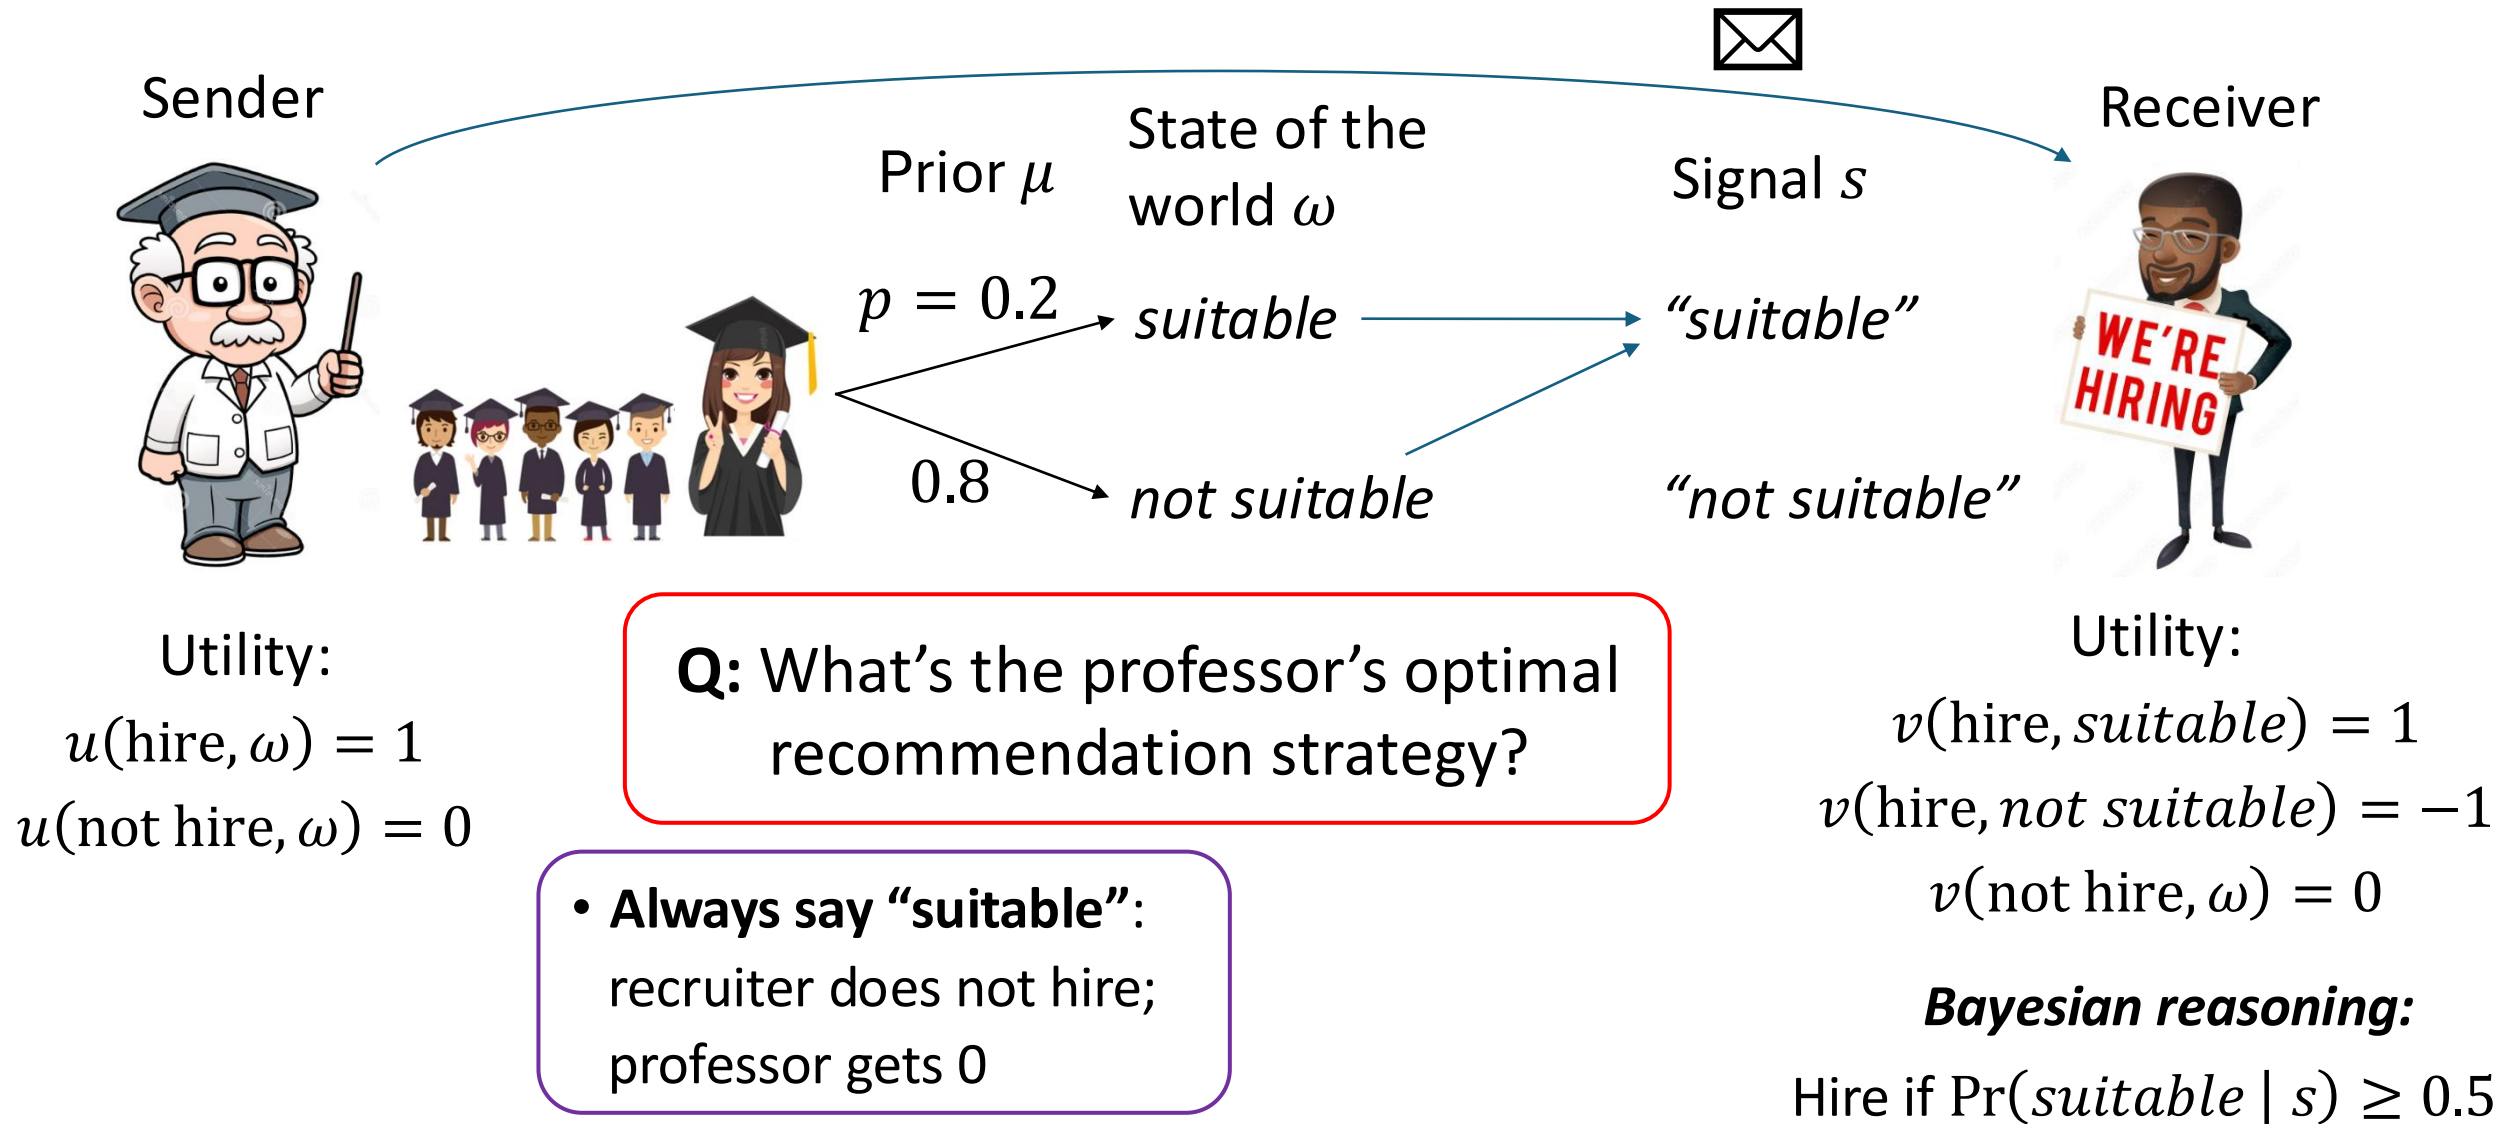 Sender
Prior μ
State of the
world ω
Signal s
Receiver
p = 0.2
suitable
“suitable”
0.8
not suitable
“not suitable”
WE’RE
HIRING
Utility:
u(hire, ω) = 1
u(not hire, ω) = 0
Q: What’s the professor’s optimal
recommendation strategy?
• Always say “suitable”:
recruiter does not hire;
professor gets 0
Utility:
v(hire, suitable) = 1
v(hire, not suitable) = −1
v(not hire, ω) = 0
Bayesian reasoning:
Hire if Pr(suitable | s) ≥ 0.5